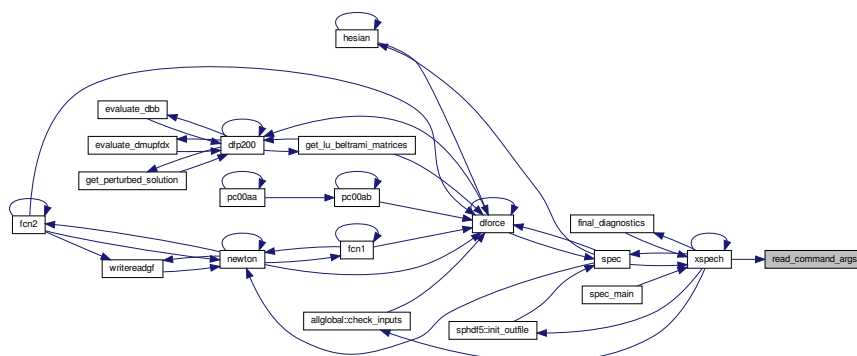 hesian
evaluate_dbb
evaluate_dmupfdx
dfp200
get_lu_beltrami_matrices
get_perturbed_solution
pc00aa
pc00ab
fcn2
dforce
final_diagnostics
fcn1
newton
spec
xspech
read_command_args
writereadgf
spec_main
allglobal::check_inputs
sphdf5::init_outfile